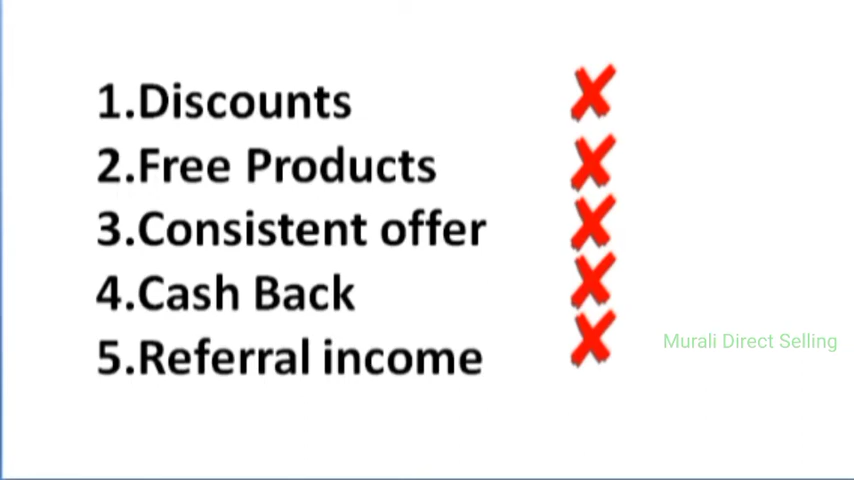 1.Discounts
2.Free Products
3.Consistent offer
4.Cash Back
5.Referral income
Murali Direct Selling